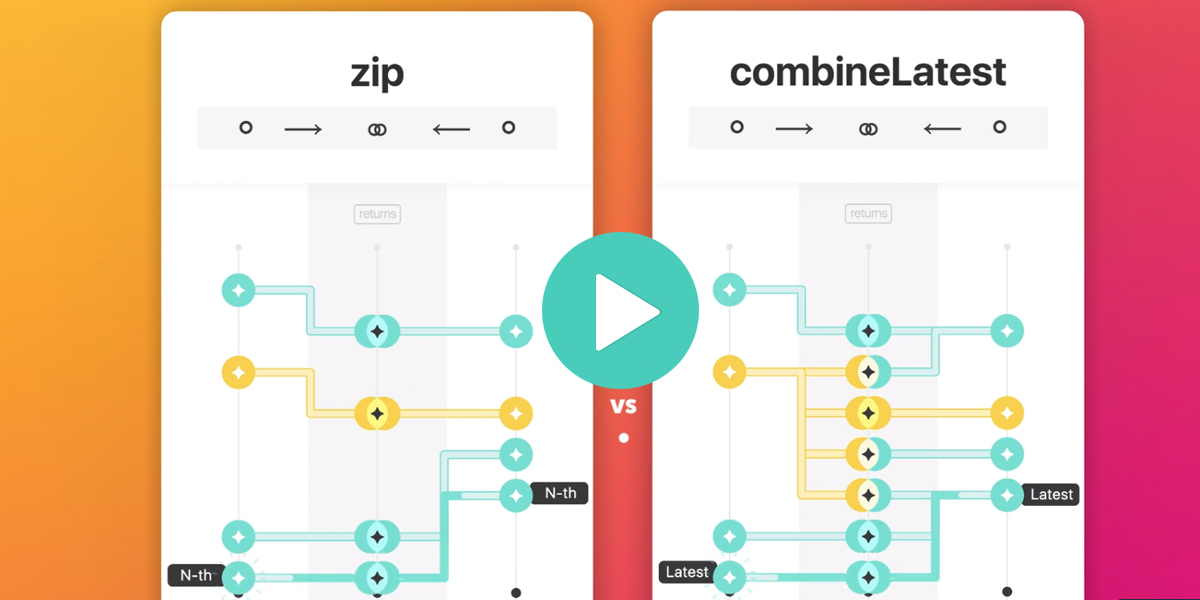 zip
returns
N-th
N-th
vs
combineLatest
returns
Latest
Latest